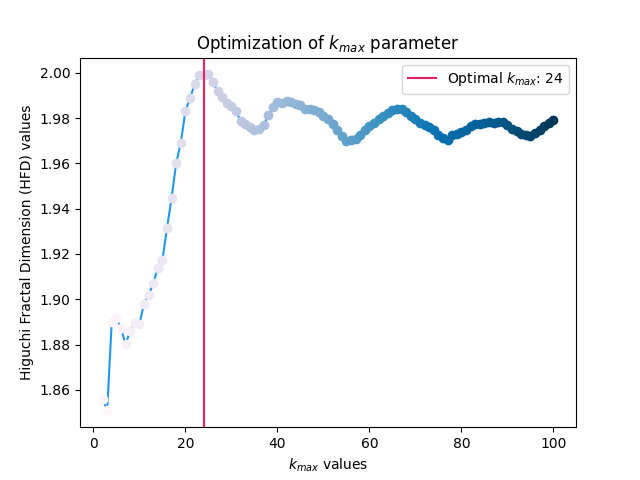 Optimization of k_max parameter
Optimal k_max: 24
Higuchi Fractal Dimension (HFD) values
2.00
1.98
1.96
1.94
1.92
1.90
1.88
1.86
0 20 40 60 80 100
k_max values